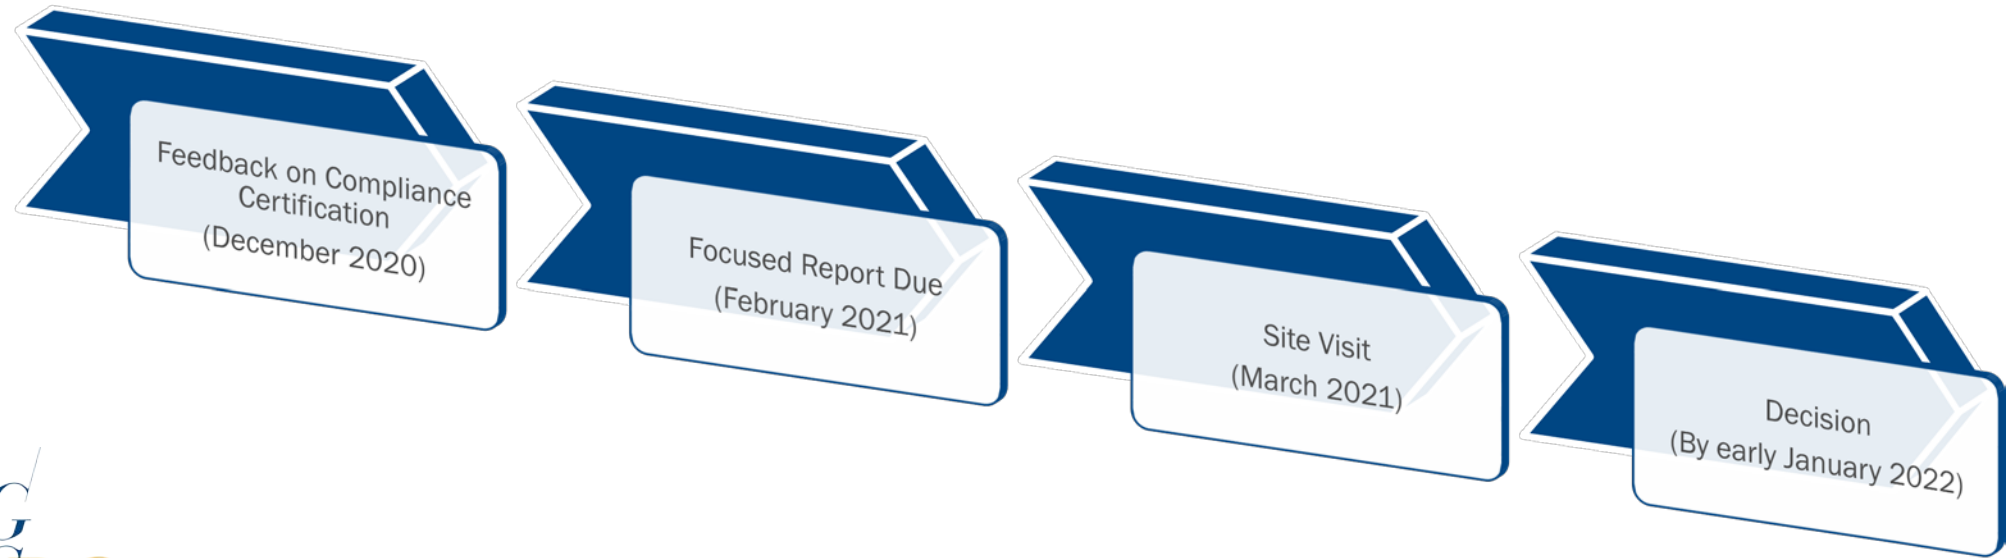 Feedback on Compliance
Certification
(December 2020)
Focused Report Due
(February 2021)
Site Visit
(March 2021)
Decision
(By early January 2022)